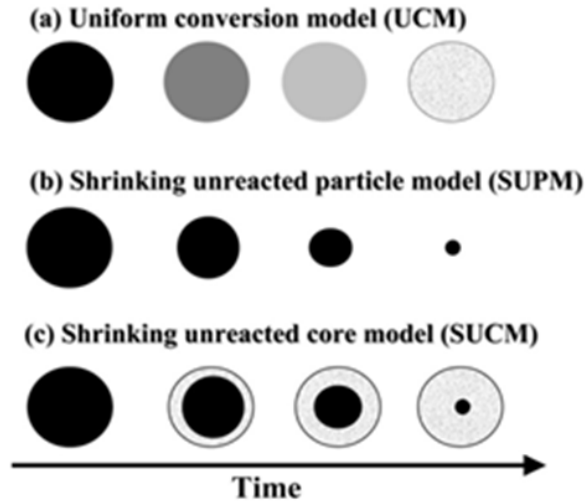 (a) Uniform conversion model (UCM)
(b) Shrinking unreacted particle model (SUPM)
(c) Shrinking unreacted core model (SUCM)
Time